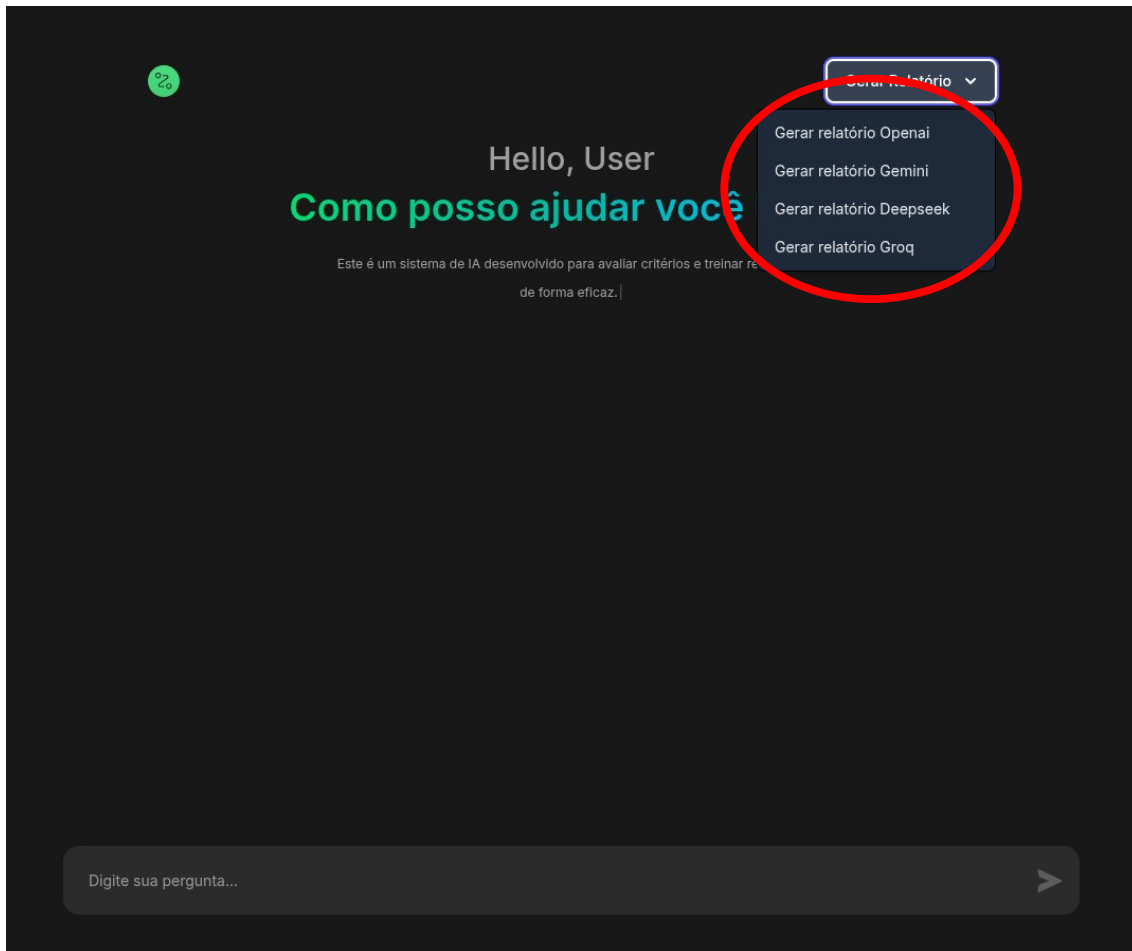 Gerar Relatório
Gerar relatório Openai
Gerar relatório Gemini
Gerar relatório Deepseek
Gerar relatório Groq
Hello, User
Como posso ajudar você
Este é um sistema de IA desenvolvido para avaliar critérios e treinar
de forma eficaz.
Digite sua pergunta...